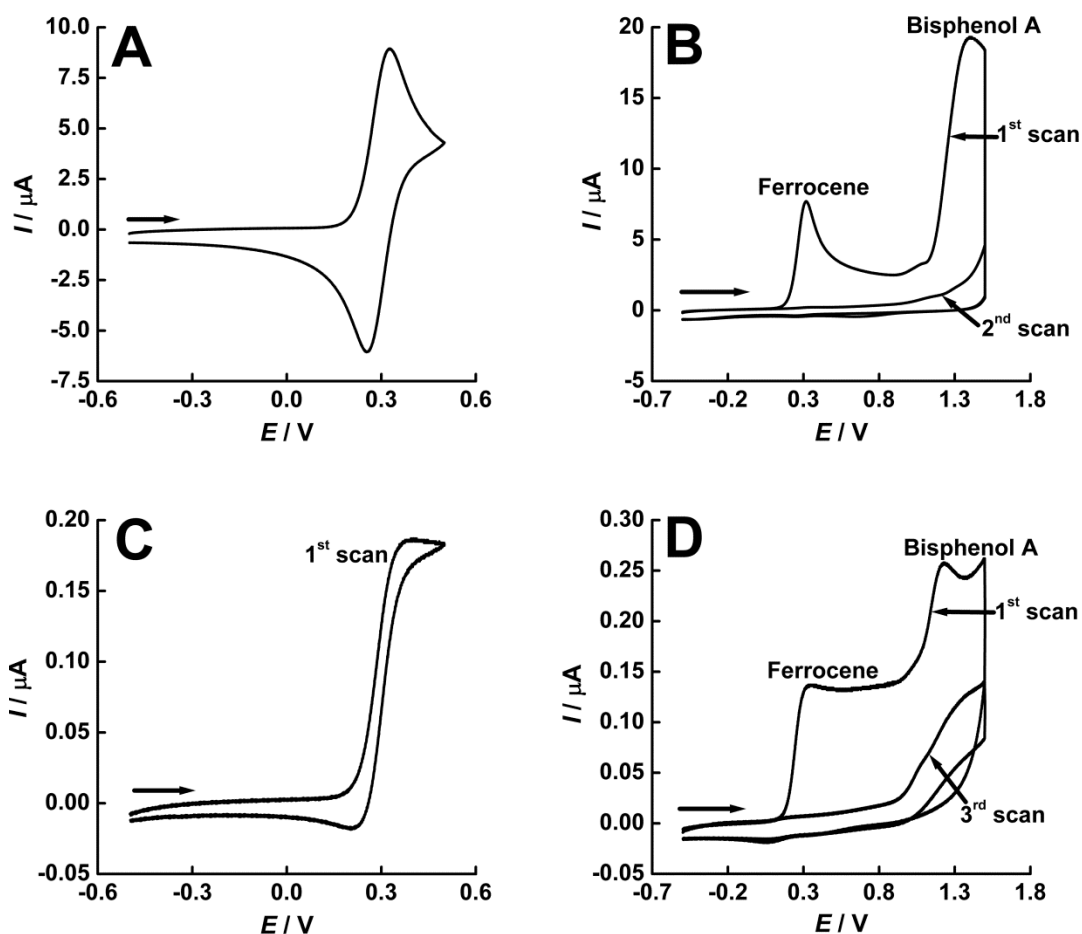 A
10.0
7.5
5.0
2.5
0.0
-2.5
-5.0
-7.5
-0.6 -0.3 0.0 0.3 0.6
I / μA
E / V
B
Bisphenol A
1st scan
Ferrocene
2nd scan
20
15
10
5
0
-5
-0.7 -0.2 0.3 0.8 1.3 1.8
I / μA
E / V
C
1st scan
0.20
0.15
0.10
0.05
0.00
-0.05
-0.6 -0.3 0.0 0.3 0.6
I / μA
E / V
D
Bisphenol A
1st scan
Ferrocene
3rd scan
0.30
0.25
0.20
0.15
0.10
0.05
0.00
-0.05
-0.7 -0.2 0.3 0.8 1.3 1.8
I / μA
E / V